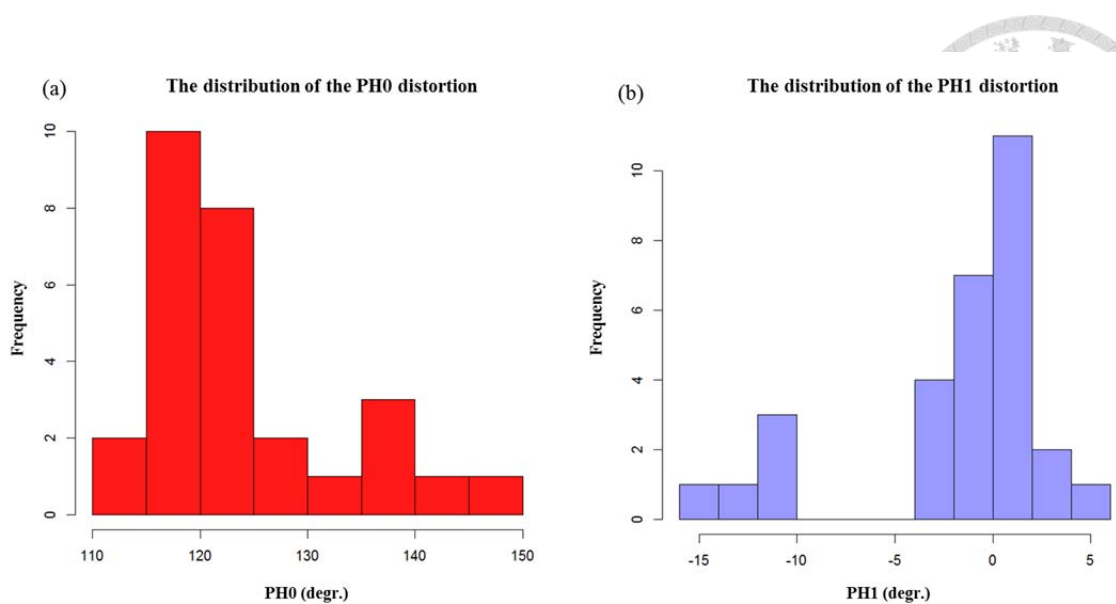 (a)
The distribution of the PH0 distortion
Frequency
0
2
4
6
8
10
110
120
130
140
150
PH0 (degr.)
(b)
The distribution of the PH1 distortion
Frequency
0
2
4
6
8
10
-15
-10
-5
0
5
PH1 (degr.)